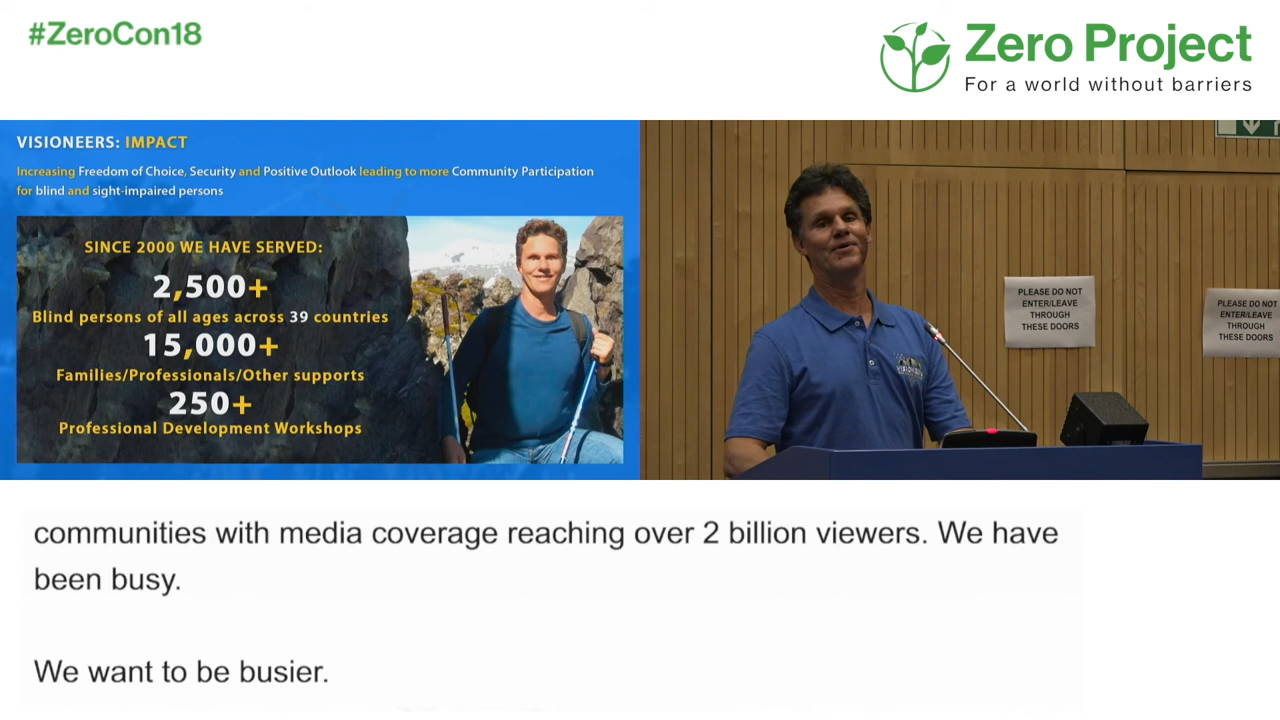 #ZeroCon18
Zero Project
For a world without barriers
VISIONEERS: IMPACT
Increasing Freedom of Choice, Security and Positive Outlook leading to more Community Participation
for blind and sight-impaired persons
SINCE 2000 WE HAVE SERVED:
2,500+
Blind persons of all ages across 39 countries
15,000+
Families/Professionals/Other supports
250+
Professional Development Workshops
PLEASE DO NOT
ENTER/LEAVE
THROUGH
THESE DOORS
PLEASE DO NOT
ENTER/LEAVE
THROUGH
THESE DOORS
communities with media coverage reaching over 2 billion viewers. We have
been busy.
We want to be busier.